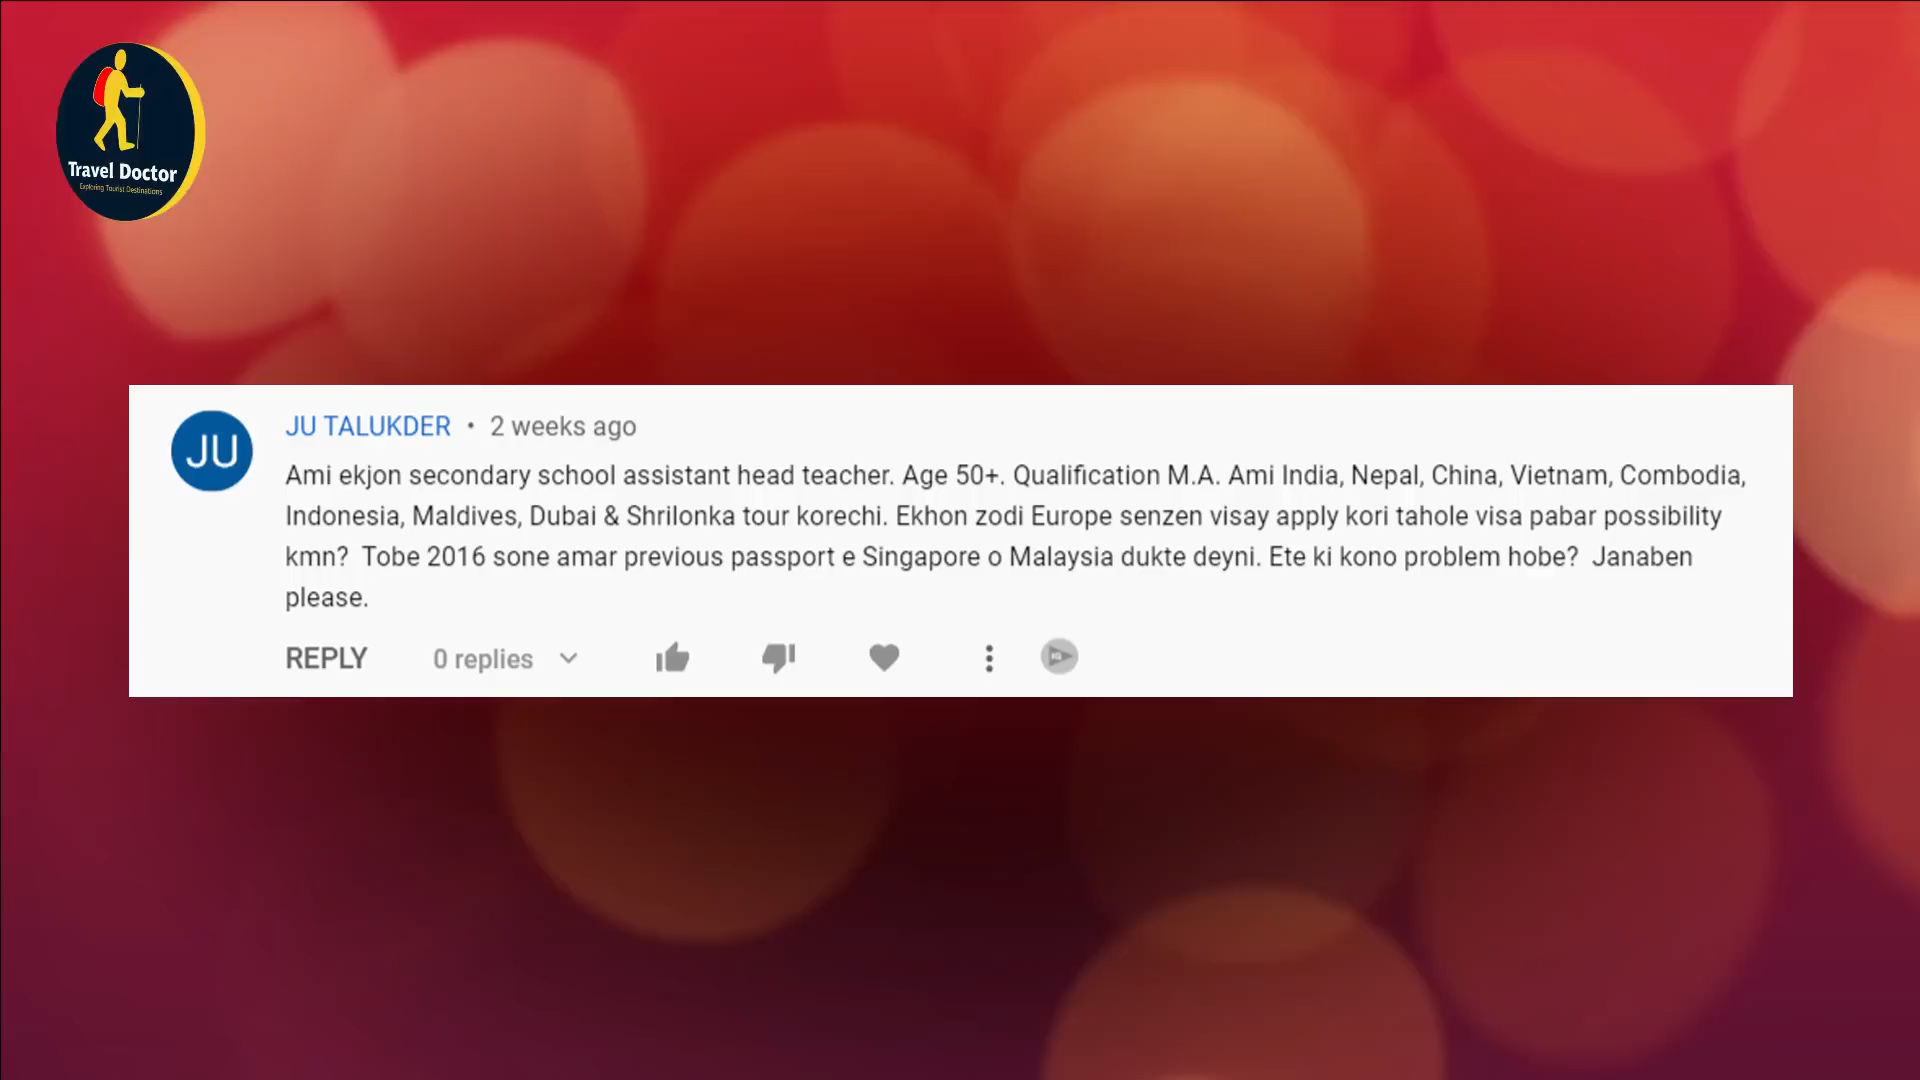 Travel Doctor
Exploring Tourist Destinations
JU
JU TALUKDER • 2 weeks ago
Ami ekjon secondary school assistant head teacher. Age 50+. Qualification M.A. Ami India, Nepal, China, Vietnam, Combodia,
Indonesia, Maldives, Dubai & Shrilonka tour korechi. Ekhon zodi Europe senzen visay apply kori tahole visa pabar possibility
kmn?  Tobe 2016 sone amar previous passport e Singapore o Malaysia dukte deyni. Ete ki kono problem hobe?  Janaben
please.
REPLY 0 replies